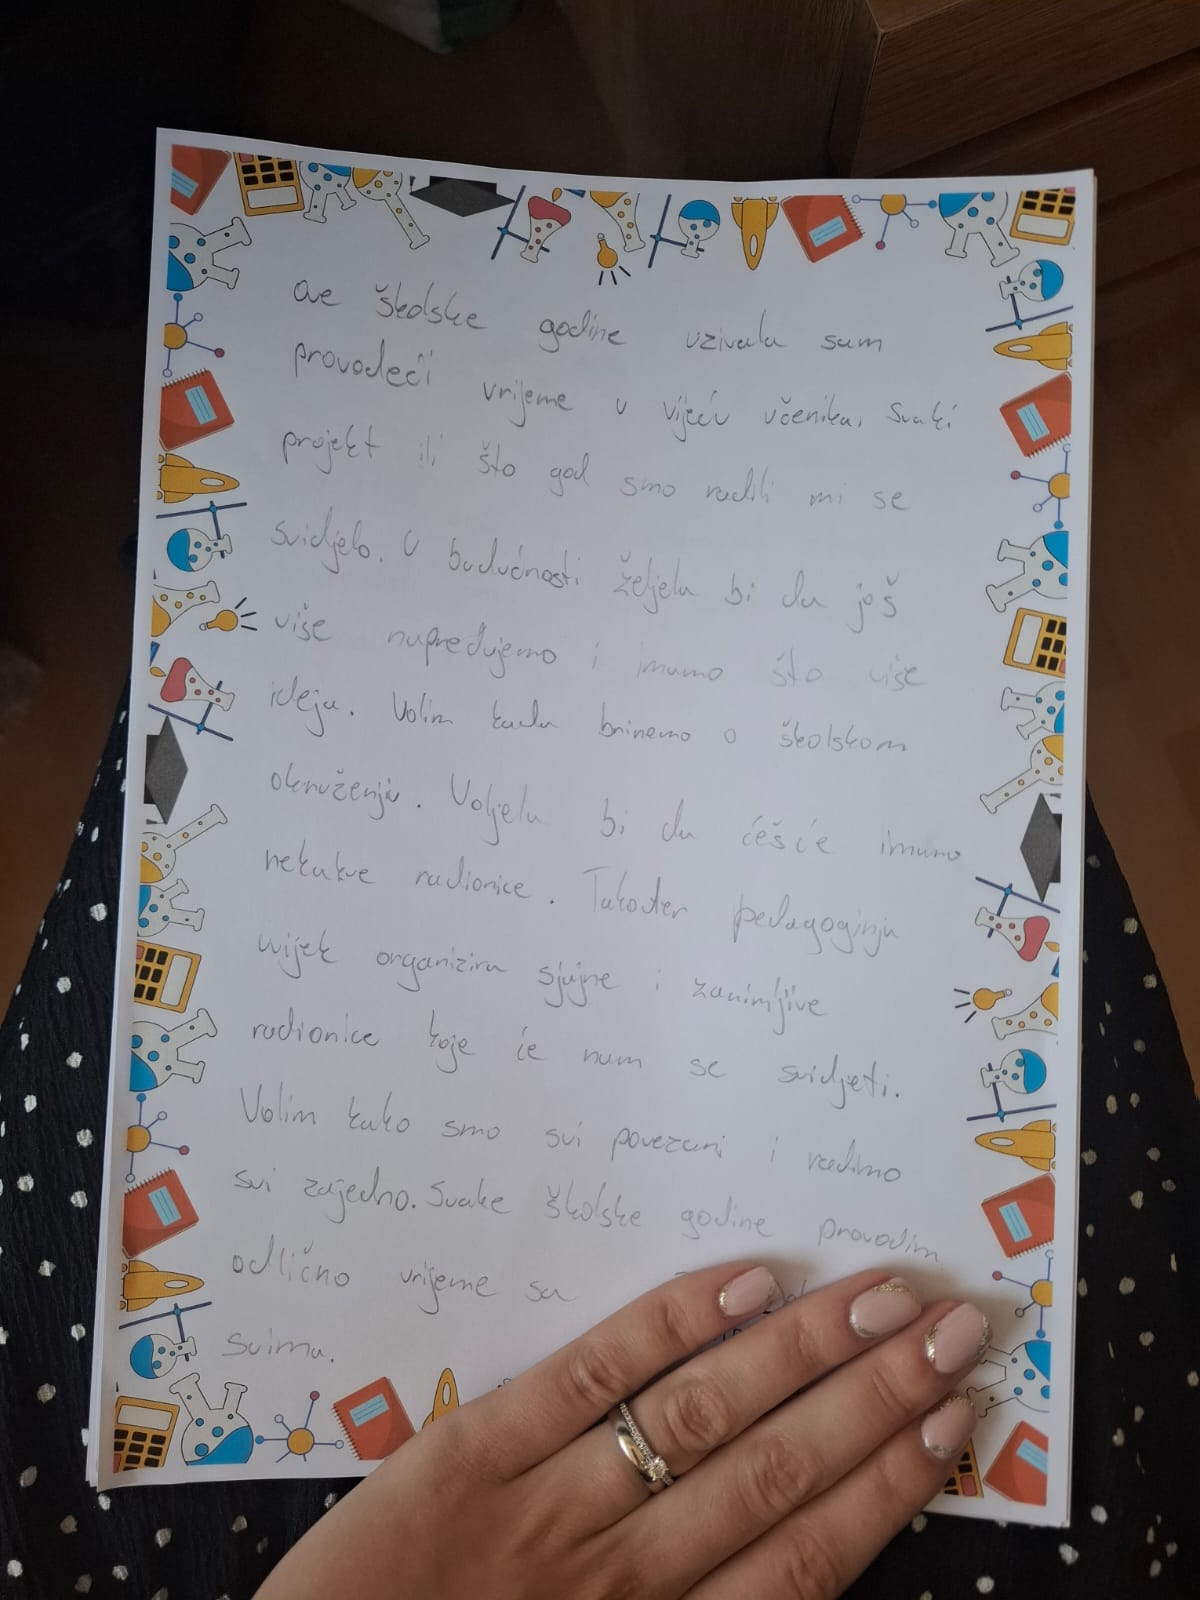 Ove školske godine uzivala sam
provodeći vrijeme u vijeću učenika. Svaki
projekt ili što god smo radili mi se
svidjelo. U budućnosti željela bi da još
više napređujemo i imamo što više
ideja. Volim kada brinemo o školskom
okruženju. Voljela bi da ćešće imamo
nekakve radionice. Također pedagoginja
uvijek organizira sjajne i zanimljive
radionice koje će nam se svidjeti.
Volim kako smo svi povezani i radimo
svi zajedno. Svake školske godine provodim
odlično vrijeme sa
svima.